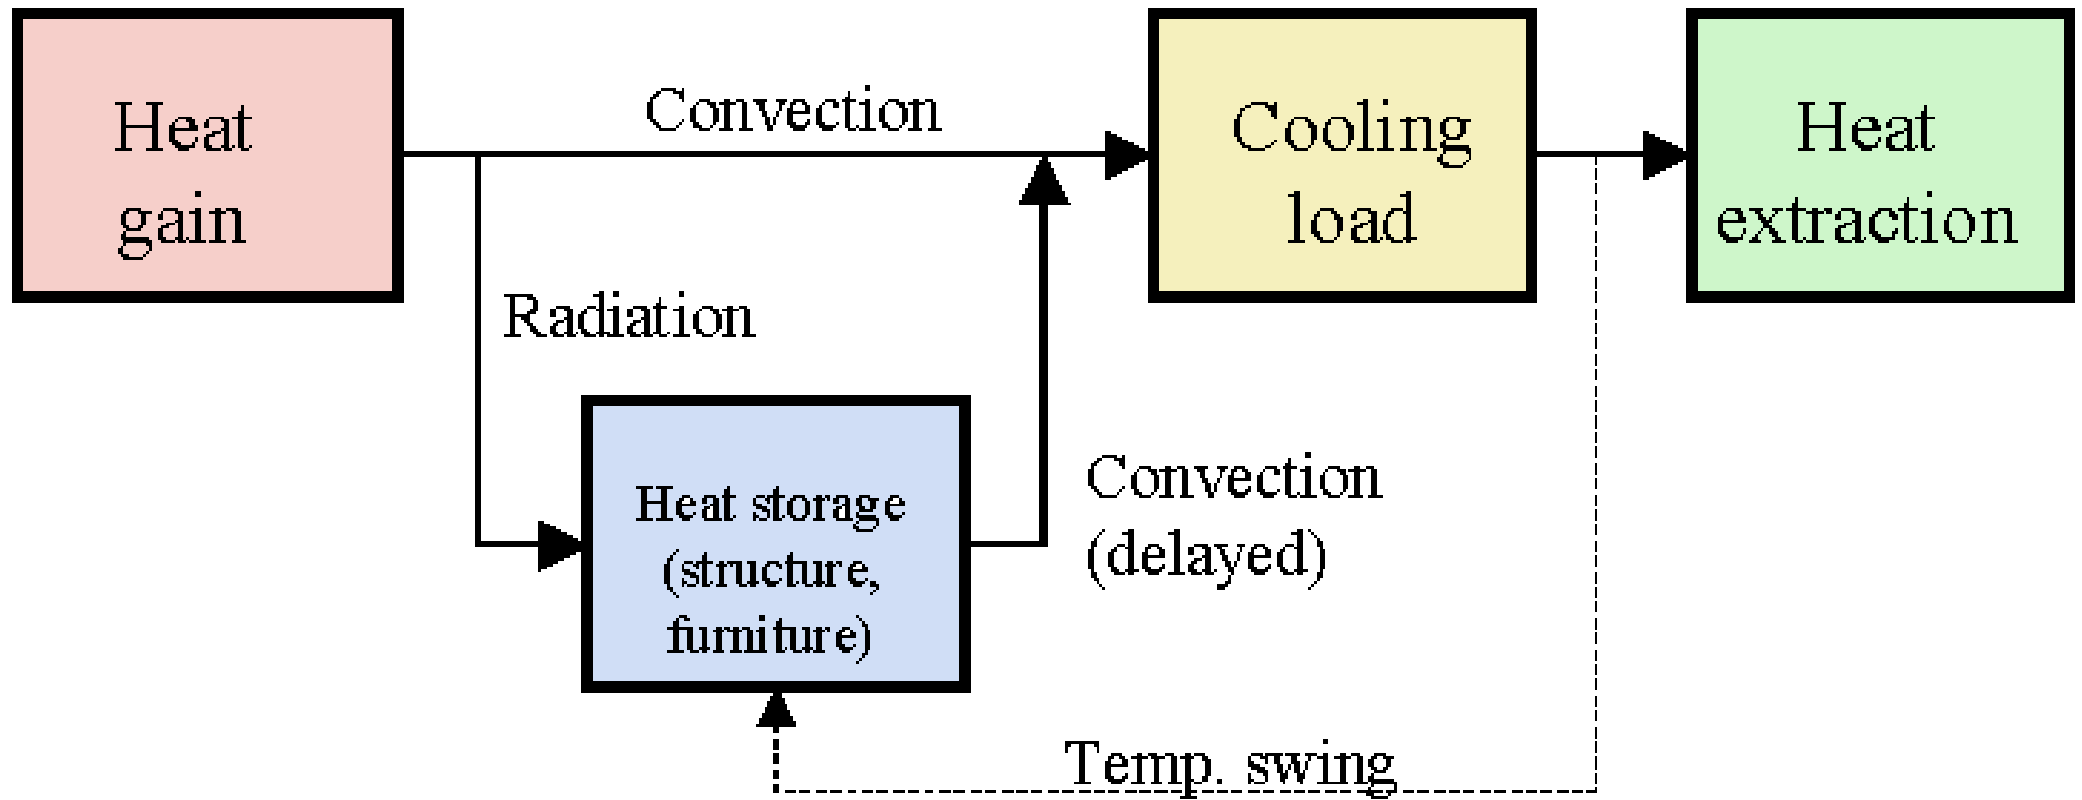 Heat
gain
Convection
Cooling
load
Heat
extraction
Radiation
Heat storage
(structure,
furniture)
Convection
(delayed)
Temp. swing